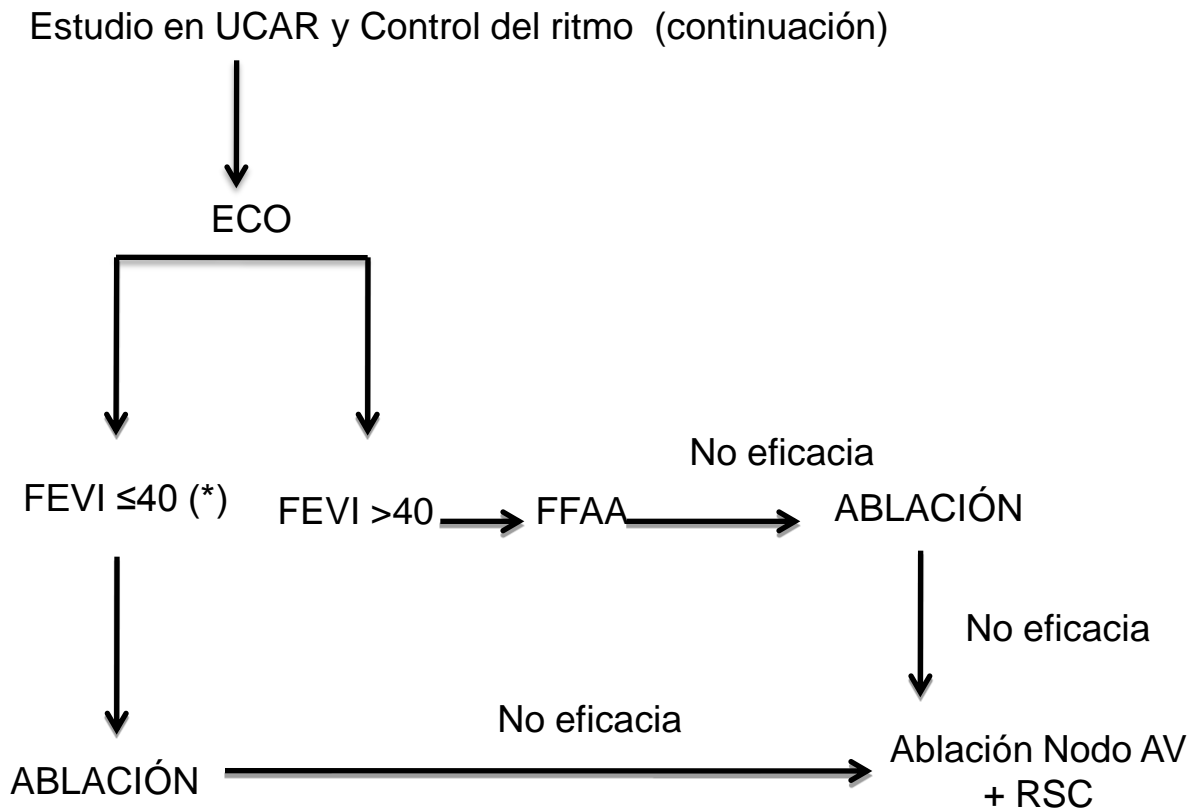 Estudio en UCAR y Control del ritmo  (continuación)
ECO
FEVI ≤40 (*)
FEVI >40
FFAA
No eficacia
ABLACIÓN
No eficacia
ABLACIÓN
No eficacia
Ablación Nodo AV
+ RSC